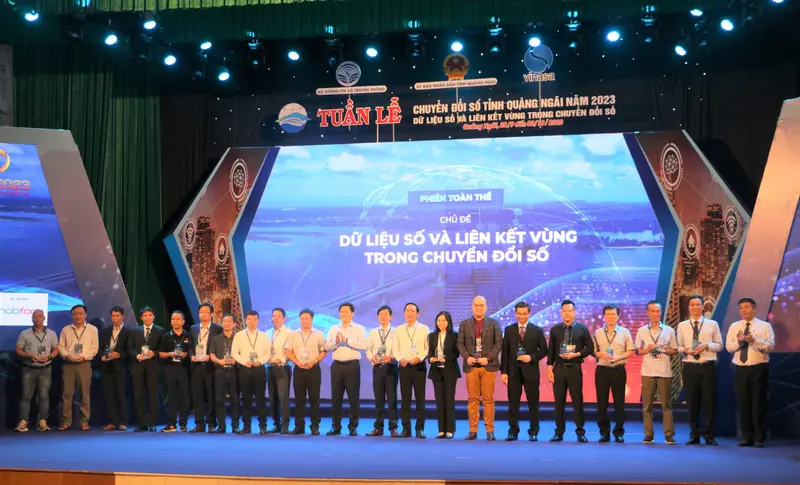 BỘ THÔNG TIN VÀ TRUYỀN THÔNG
ỦY BAN NHÂN DÂN TỈNH QUẢNG NGÃI
vinasa
TUẦN LỄ
CHUYỂN ĐỔI SỐ TỈNH QUẢNG NGÃI NĂM 2023
DỮ LIỆU SỐ VÀ LIÊN KẾT VÙNG TRONG CHUYỂN ĐỔI SỐ
PHIÊN TOÀN THỂ
CHỦ ĐỀ
DỮ LIỆU SỐ VÀ LIÊN KẾT VÙNG
TRONG CHUYỂN ĐỔI SỐ
2023
mobifone